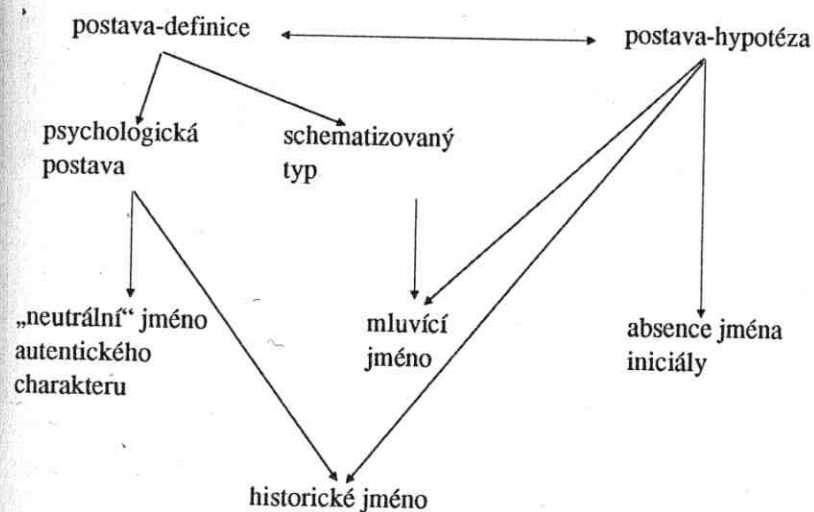 postava-definice
postava-hypotéza
psychologická
postava
schematizovaný
typ
„neutrální“ jméno
autentického
charakteru
mluvící
jméno
absence jména
iniciály
historické jméno